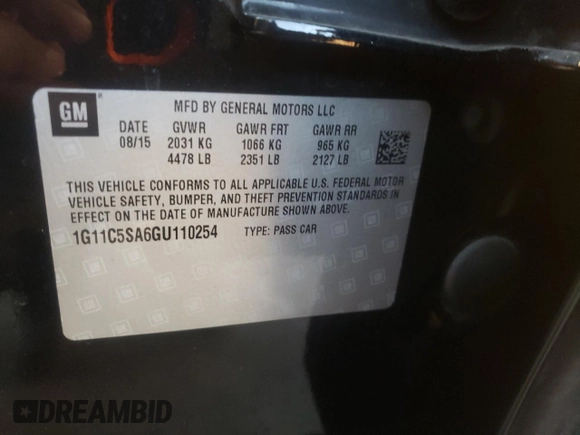 GM
MFD BY GENERAL MOTORS LLC
DATE GVWR GAWR FRT GAWR RR
08/15 2031 KG 1066 KG 965 KG
4478 LB 2351 LB 2127 LB
THIS VEHICLE CONFORMS TO ALL APPLICABLE U.S. FEDERAL MOTOR
VEHICLE SAFETY, BUMPER, AND THEFT PREVENTION STANDARDS IN
EFFECT ON THE DATE OF MANUFACTURE SHOWN ABOVE.
1G11C5SA6GU110254 TYPE: PASS CAR
DREAMBID